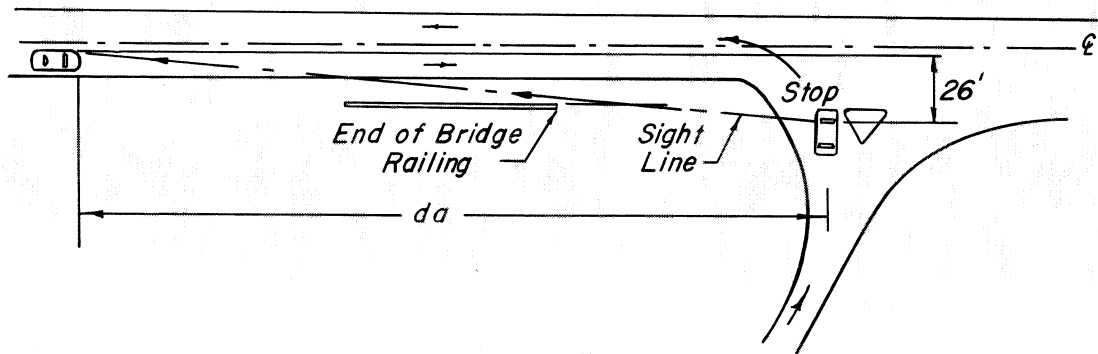 ℄
Stop
26'
End of Bridge
Railing
Sight
Line
da